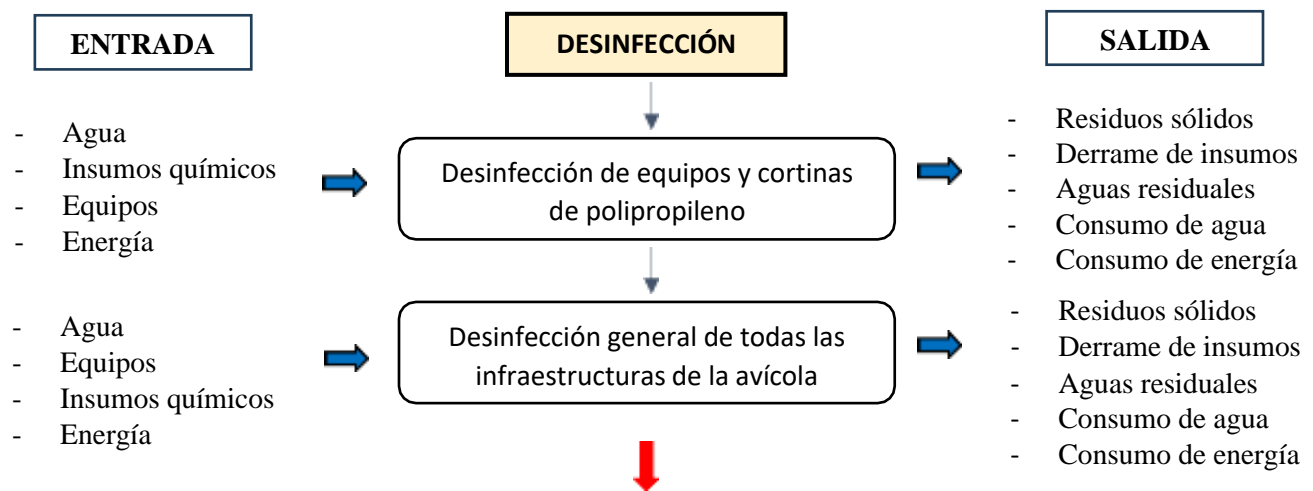 ENTRADA
DESINFECCIÓN
SALIDA
- Agua
- Insumos químicos
- Equipos
- Energía
Desinfección de equipos y cortinas
de polipropileno
- Residuos sólidos
- Derrame de insumos
- Aguas residuales
- Consumo de agua
- Consumo de energía
- Agua
- Equipos
- Insumos químicos
- Energía
Desinfección general de todas las
infraestructuras de la avícola
- Residuos sólidos
- Derrame de insumos
- Aguas residuales
- Consumo de agua
- Consumo de energía